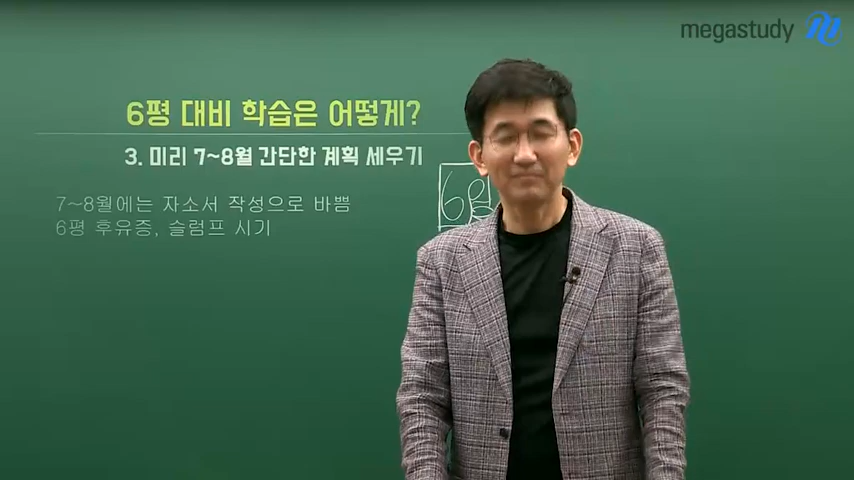 megastudy
6평 대비 학습은 어떻게?
3. 미리 7~8월 간단한 계획 세우기
7~8월에는 자소서 작성으로 바쁨
6평 후유증, 슬럼프 시기
6월